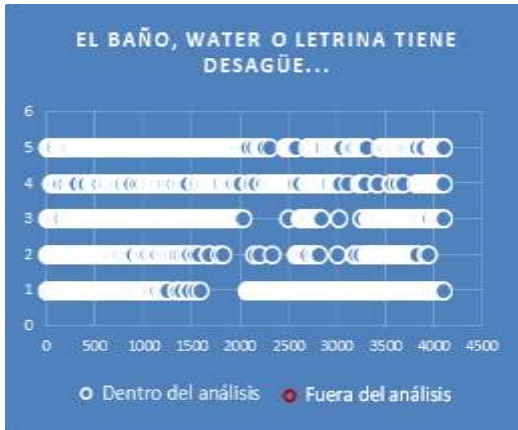 EL BAÑO, WATER O LETRINA TIENE
DESAGÜE...
6
5
4
3
2
1
0
0 500 1000 1500 2000 2500 3000 3500 4000 4500
Dentro del análisis Fuera del análisis